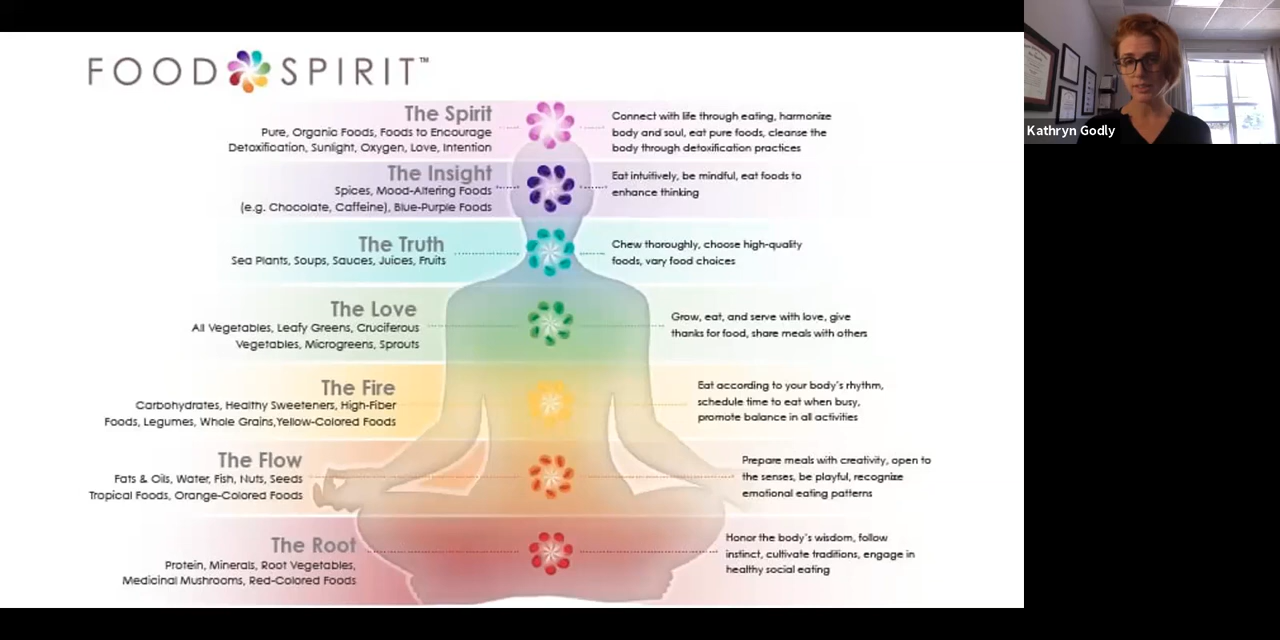 FOOD SPIRIT™
The Spirit
Pure, Organic Foods, Foods to Encourage
Detoxification, Sunlight, Oxygen, Love, Intention
Connect with life through eating, harmonize
body and soul, eat pure foods, cleanse the
body through detoxification practices
The Insight
Spices, Mood-Altering Foods
(e.g. Chocolate, Caffeine), Blue-Purple Foods
Eat intuitively, be mindful, eat foods to
enhance thinking
The Truth
Sea Plants, Soups, Sauces, Juices, Fruits
Chew thoroughly, choose high-quality
foods, vary food choices
The Love
All Vegetables, Leafy Greens, Cruciferous
Vegetables, Microgreens, Sprouts
Grow, eat, and serve with love, give
thanks for food, share meals with others
The Fire
Carbohydrates, Healthy Sweeteners, High-Fiber
Foods, Legumes, Whole Grains,Yellow-Colored Foods
Eat according to your body's rhythm,
schedule time to eat when busy,
promote balance in all activities
The Flow
Fats & Oils, Water, Fish, Nuts, Seeds
Tropical Foods, Orange-Colored Foods
Prepare meals with creativity, open to
the senses, be playful, recognize
emotional eating patterns
The Root
Protein, Minerals, Root Vegetables,
Medicinal Mushrooms, Red-Colored Foods
Honor the body's wisdom, follow
instinct, cultivate traditions, engage in
healthy social eating
Kathryn Godly